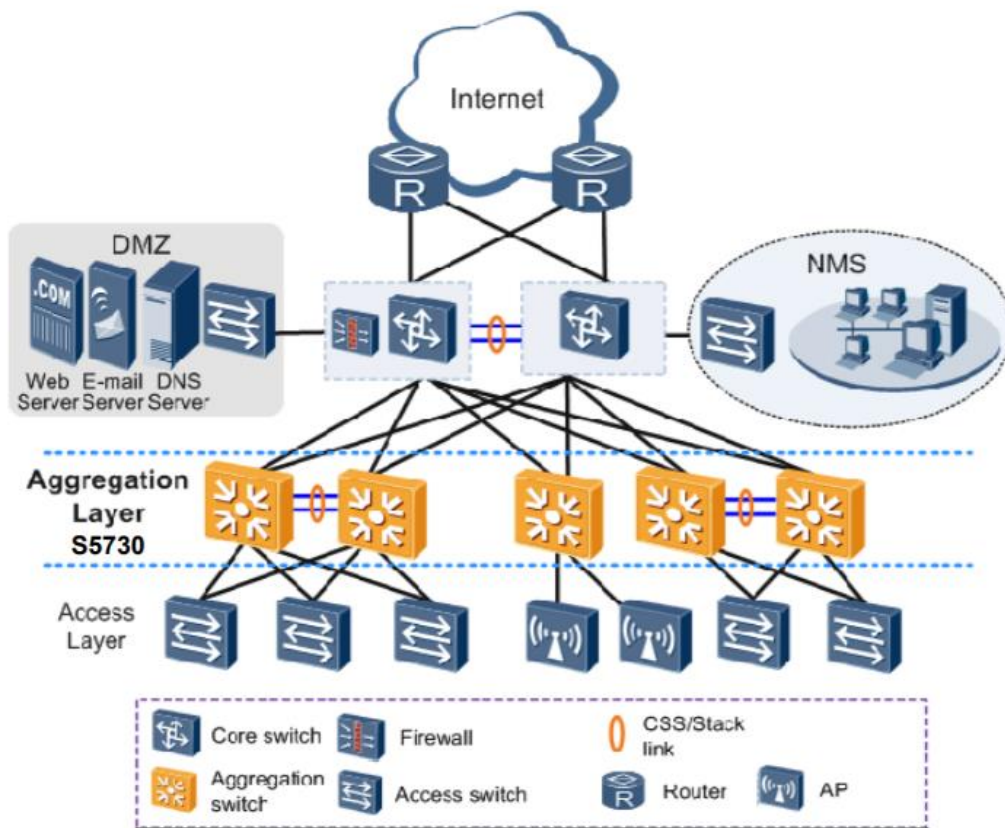 Internet
R
R
DMZ
.COM
Web Server
E-mail Server
DNS Server
NMS
Aggregation
Layer
S5730
Access
Layer
Core switch
Firewall
CSS/Stack
link
Aggregation
switch
Access switch
R
Router
AP